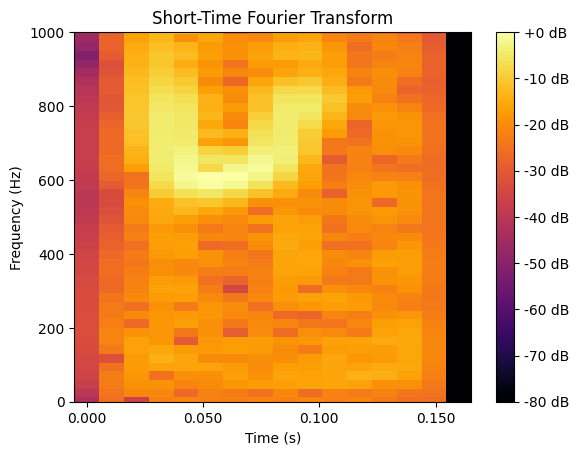 Short-Time Fourier Transform
1000
800
600
400
200
0
Frequency (Hz)
0.000
0.050
0.100
0.150
Time (s)
+0 dB
-10 dB
-20 dB
-30 dB
-40 dB
-50 dB
-60 dB
-70 dB
-80 dB